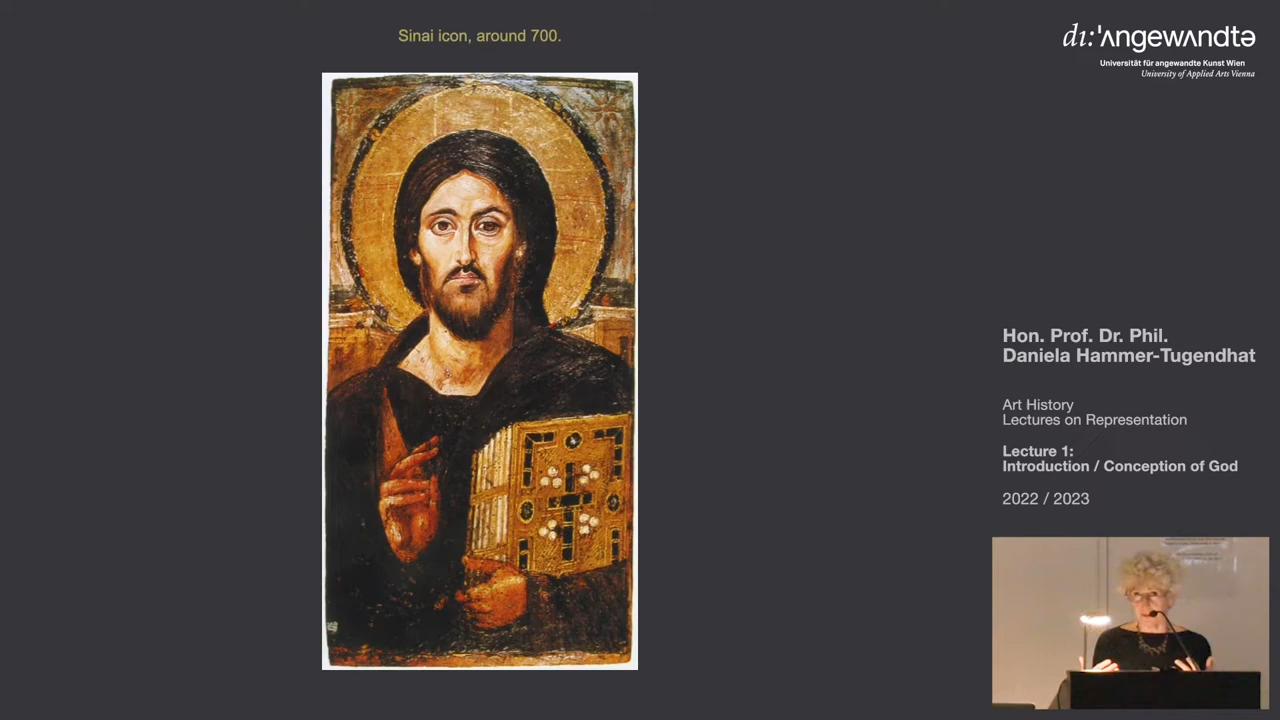 Sinai icon, around 700.
dı:'ʌngewʌndtə
Universität für angewandte Kunst Wien
University of Applied Arts Vienna
Hon. Prof. Dr. Phil.
Daniela Hammer-Tugendhat
Art History
Lectures on Representation
Lecture 1:
Introduction / Conception of God
2022 / 2023